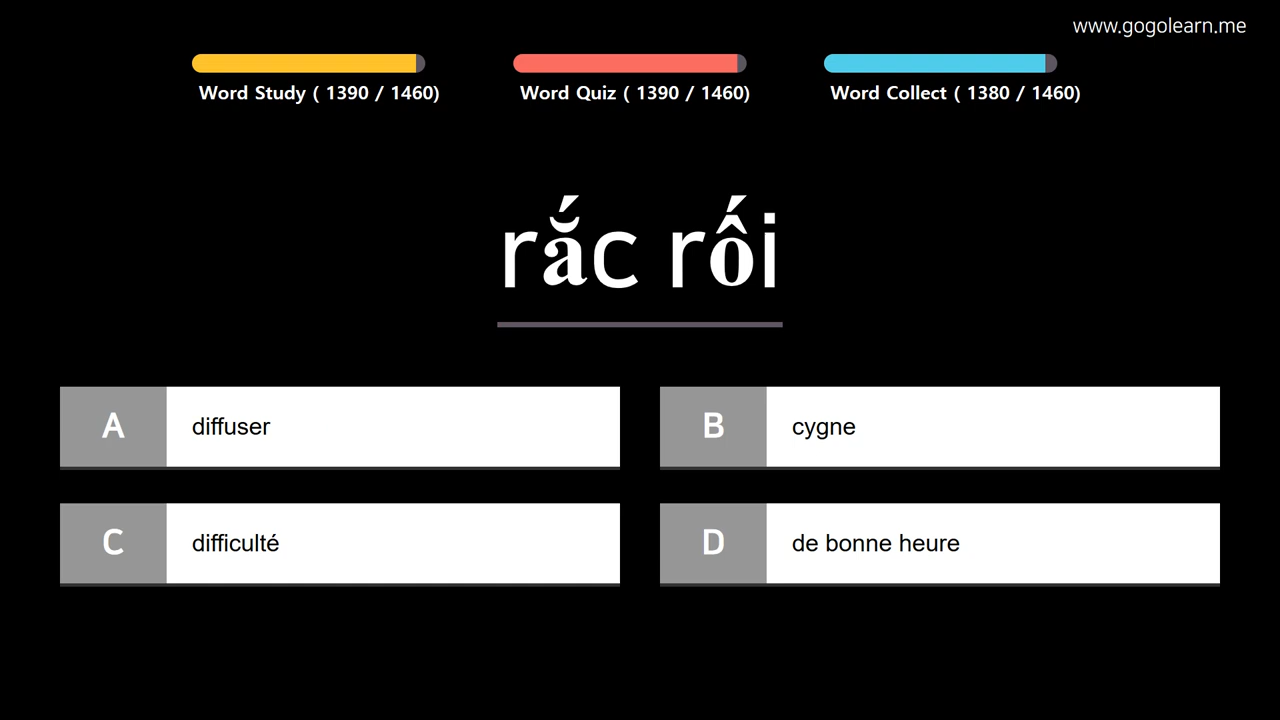 www.gogolearn.me
Word Study ( 1390 / 1460)
Word Quiz ( 1390 / 1460)
Word Collect ( 1380 / 1460)
rắc rối
A diffuser
B cygne
C difficulté
D de bonne heure